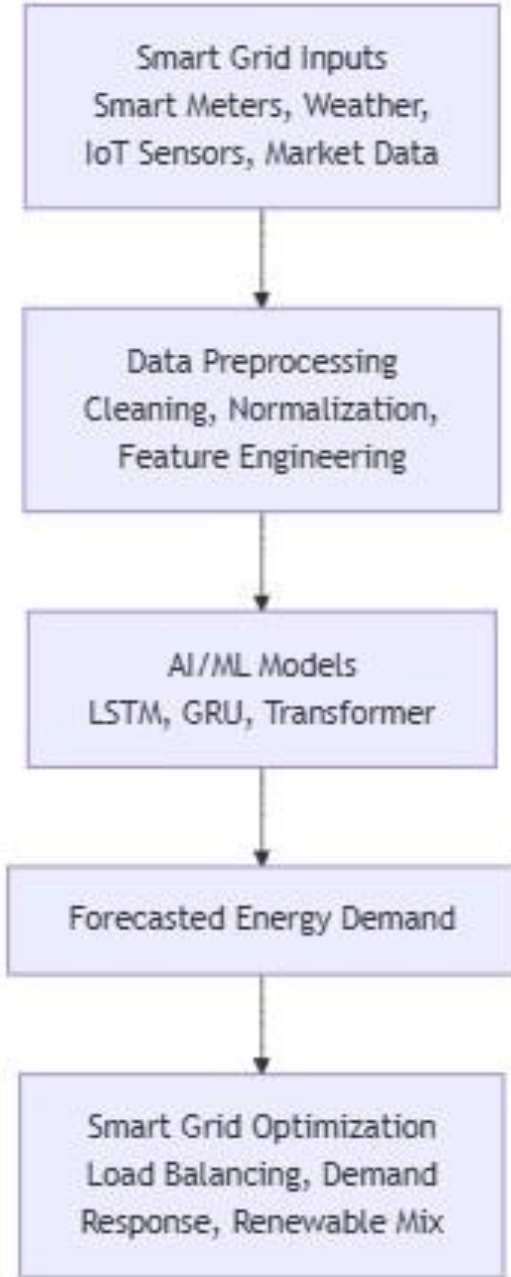 Smart Grid Inputs
Smart Meters, Weather,
IoT Sensors, Market Data
Data Preprocessing
Cleaning, Normalization,
Feature Engineering
AI/ML Models
LSTM, GRU, Transformer
Forecasted Energy Demand
Smart Grid Optimization
Load Balancing, Demand
Response, Renewable Mix